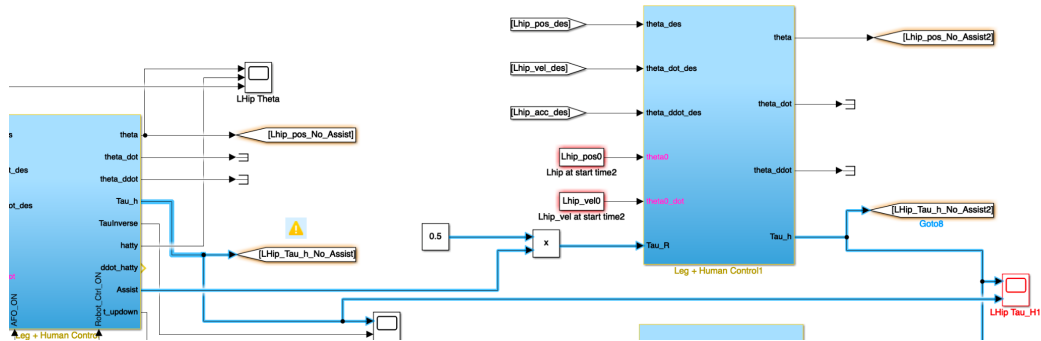 [Lhip_pos_des]
theta_des
theta
[Lhip_pos_No_Assist2]
[Lhip_vel_des]
theta_dot_des
LHip Theta
theta_dot
[Lhip_acc_des]
theta_ddot_des
s
theta
[Lhip_pos_No_Assist]
theta_dot
t_des
theta_ddot
Lhip_pos0
theta0
Lhip at start time2
theta_ddot
ot_des
Tau_h
Lhip_vel0
theta0_dot
Lhip_vel at start time2
[LHip_Tau_h_No_Assist2]
Goto8
TauInverse
0.5
x
Tau_R
Tau_h
hatty
[LHip_Tau_h_No_Assist]
ddot_hatty
Leg + Human Control1
ot
Assist
AFO_ON
Robot_Ctrl_ON
t_updown
LHip Tau_H1
Leg + Human Control